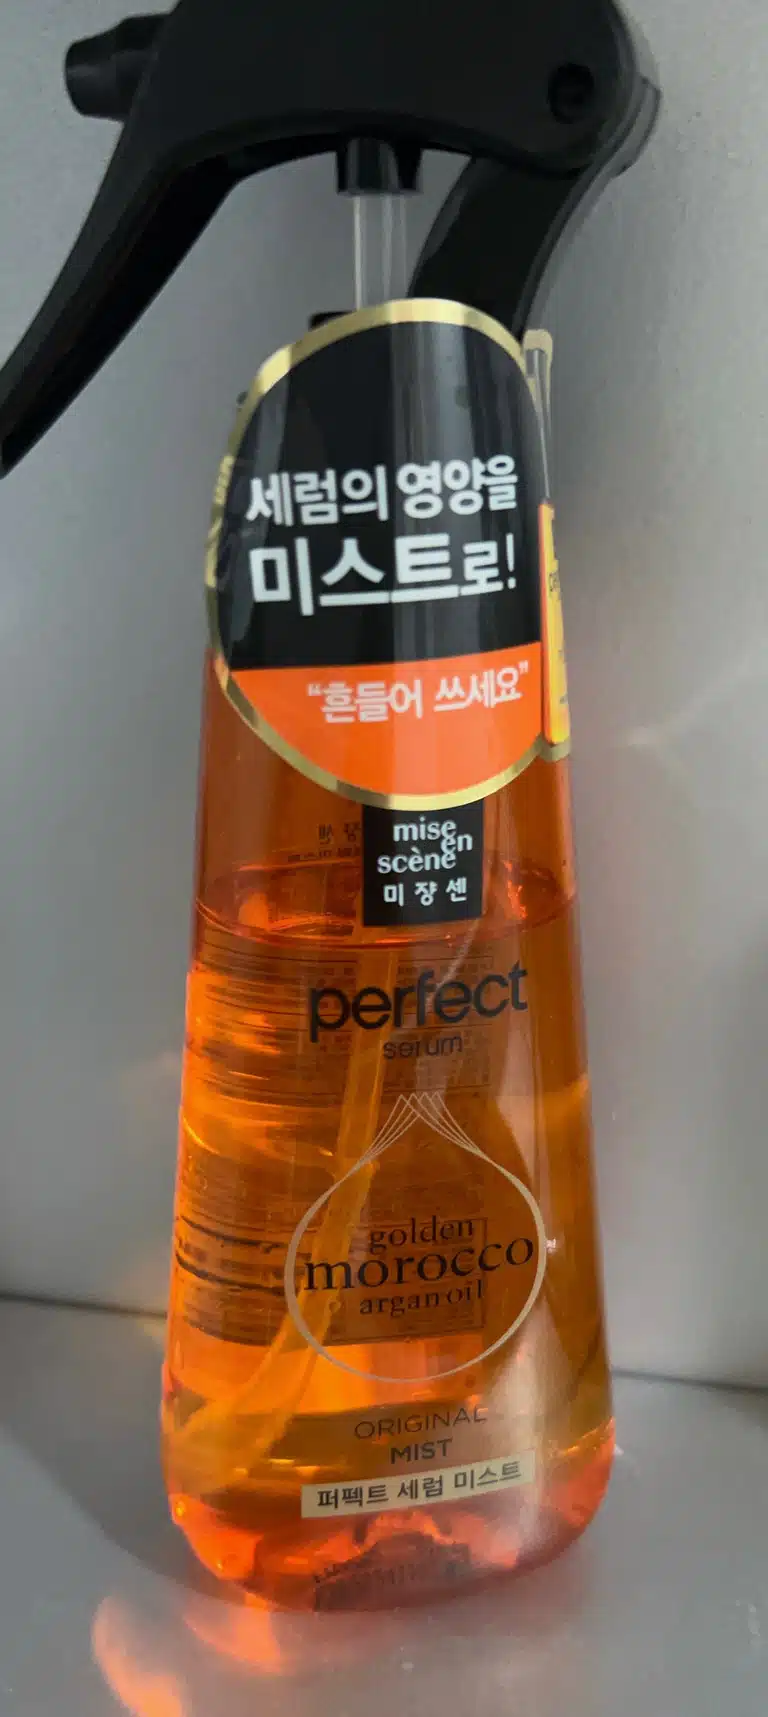 세럼의 영양을
미스트로!
“흔들어 쓰세요”
mise
en
scène
미쟝센
perfect
serum
golden
morocco
argan oil
ORIGINAL
MIST
퍼펙트 세럼 미스트